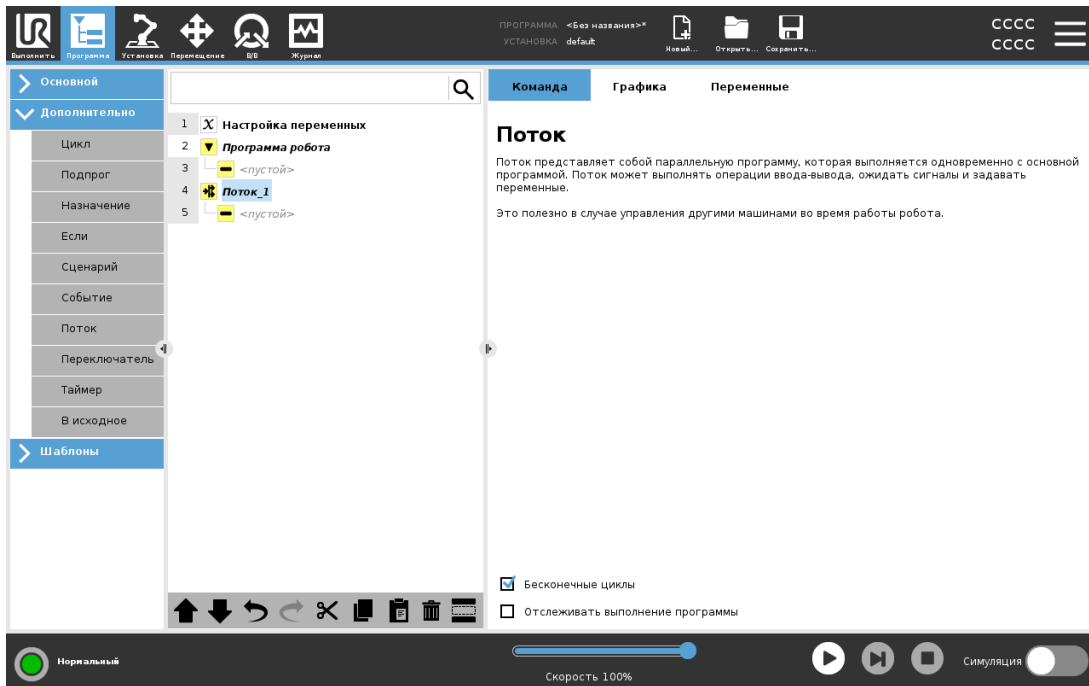 ПРОГРАММА <Без названия>*
УСТАНОВКА default
CCCC
CCCC
Выполнить Программа Установка Перемещение В/В Журнал
Новый... Открыть... Сохранить...
Основной
Дополнительно
Цикл
Подпрог
Назначение
Если
Сценарий
Событие
Поток
Переключатель
Таймер
В исходное
Шаблоны
1 X Настройка переменных
2 Программа робота
3 <пустой>
4 Поток_1
5 <пустой>
Команда Графика Переменные
Поток
Поток представляет собой параллельную программу, которая выполняется одновременно с основной
программой. Поток может выполнять операции ввода-вывода, ожидать сигналы и задавать
переменные.
Это полезно в случае управления другими машинами во время работы робота.
Бесконечные циклы
Отслеживать выполнение программы
Нормальный
Скорость 100%
Симуляция